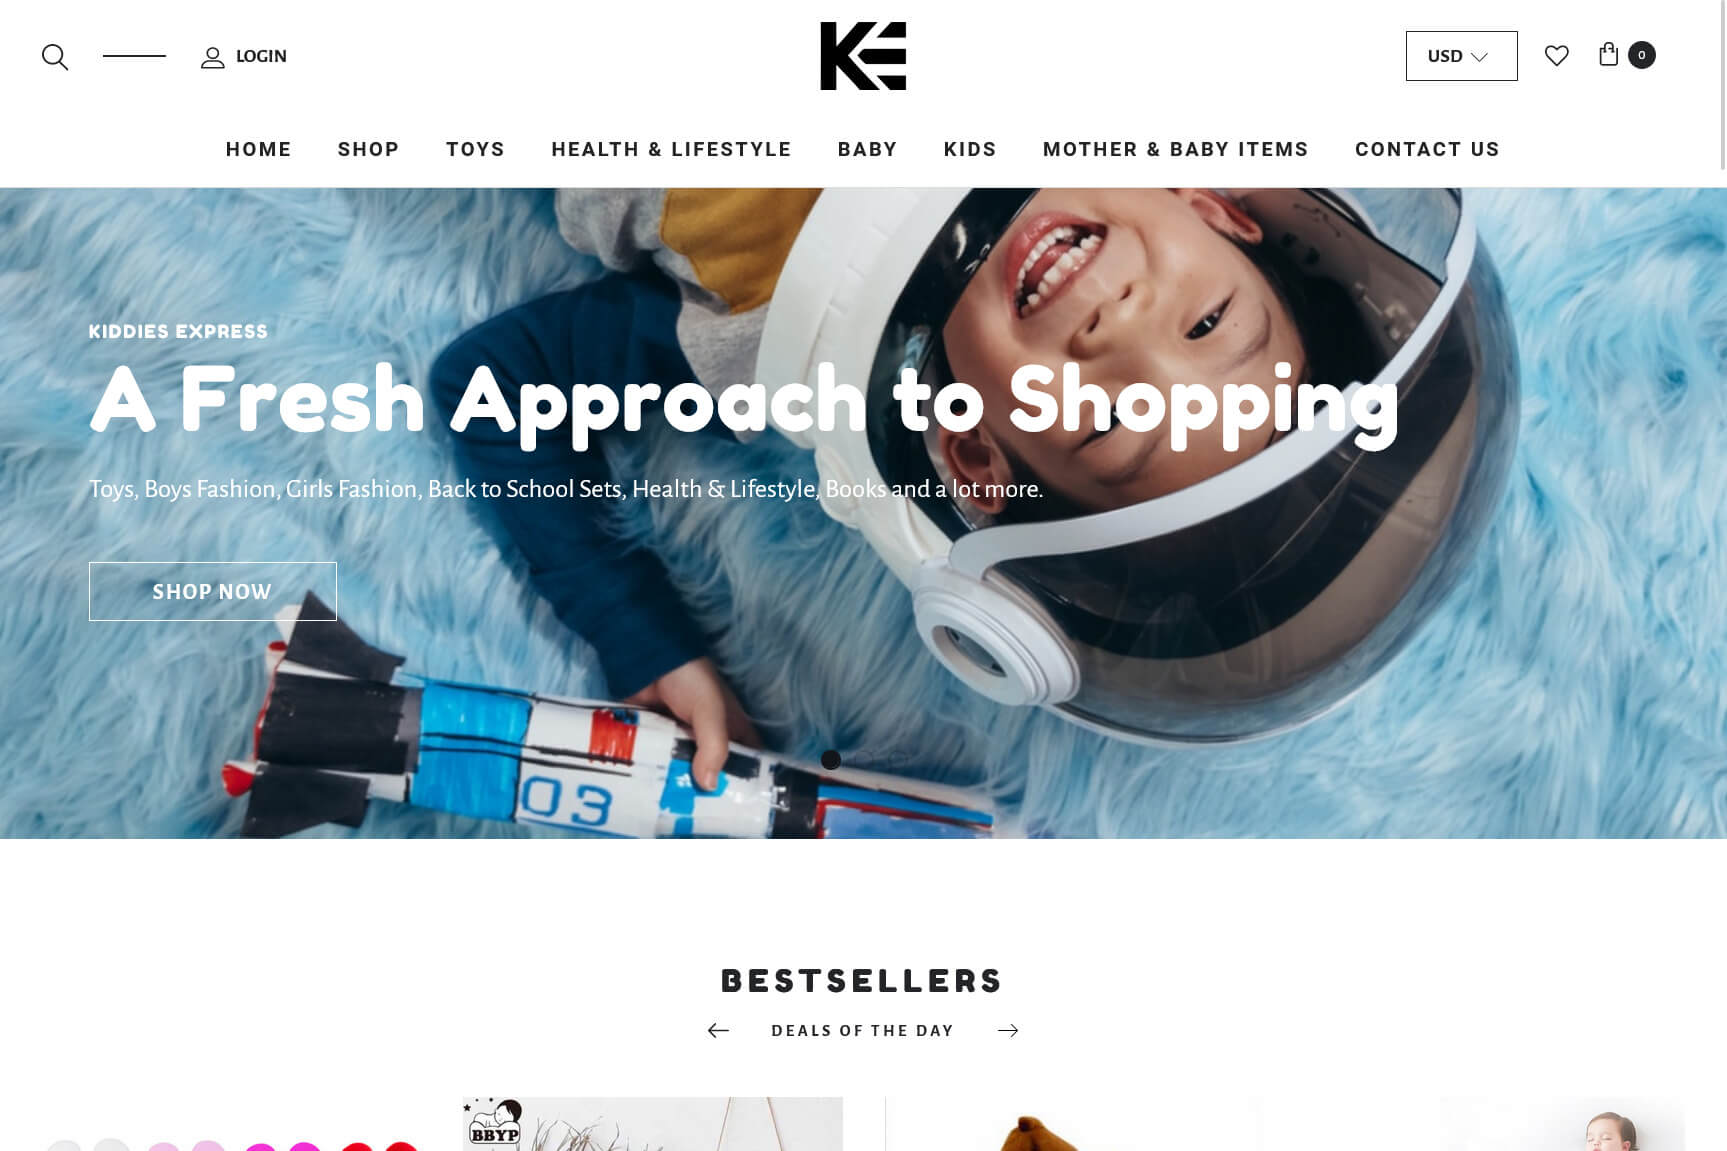 LOGIN
KE
USD
0
HOME SHOP TOYS HEALTH & LIFESTYLE BABY KIDS MOTHER & BABY ITEMS CONTACT US
KIDDIES EXPRESS
A Fresh Approach to Shopping
Toys, Boys Fashion, Girls Fashion, Back to School Sets, Health & Lifestyle, Books and a lot more.
SHOP NOW
03
BESTSELLERS
DEALS OF THE DAY
BBYP